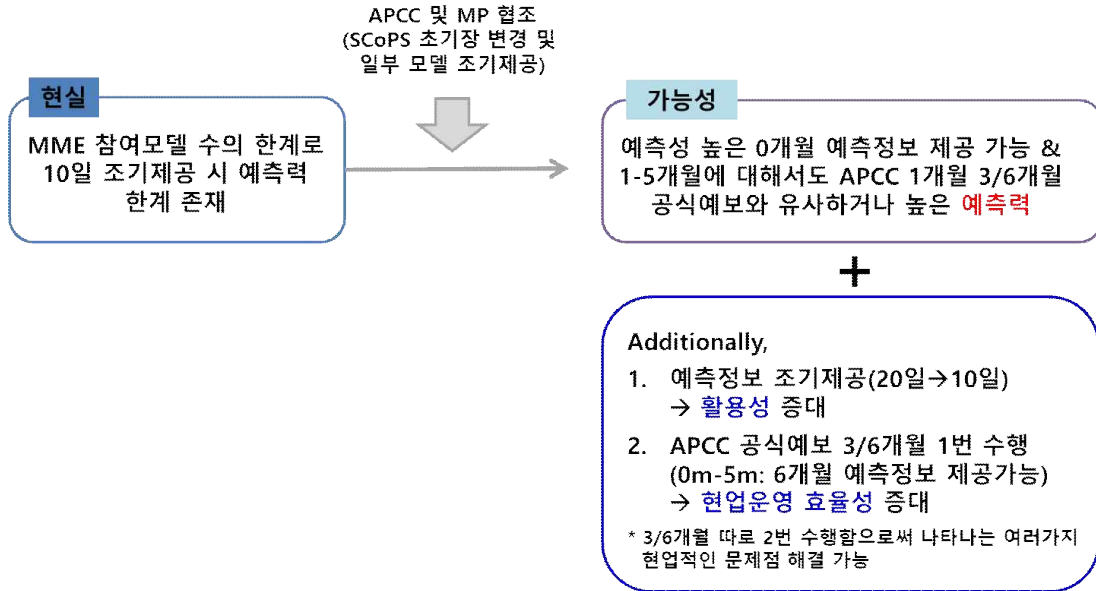 APCC 및 MP 협조
(SCoPS 초기장 변경 및
일부 모델 조기제공)
현실
MME 참여모델 수의 한계로
10일 조기제공 시 예측력
한계 존재
가능성
예측성 높은 0개월 예측정보 제공 가능 &
1-5개월에 대해서도 APCC 1개월 3/6개월
공식예보와 유사하거나 높은 예측력
+
Additionally,
1. 예측정보 조기제공(20일→10일)
→ 활용성 증대
2. APCC 공식예보 3/6개월 1번 수행
(0m-5m: 6개월 예측정보 제공가능)
→ 현업운영 효율성 증대
* 3/6개월 따로 2번 수행함으로써 나타나는 여러가지
현업적인 문제점 해결 가능